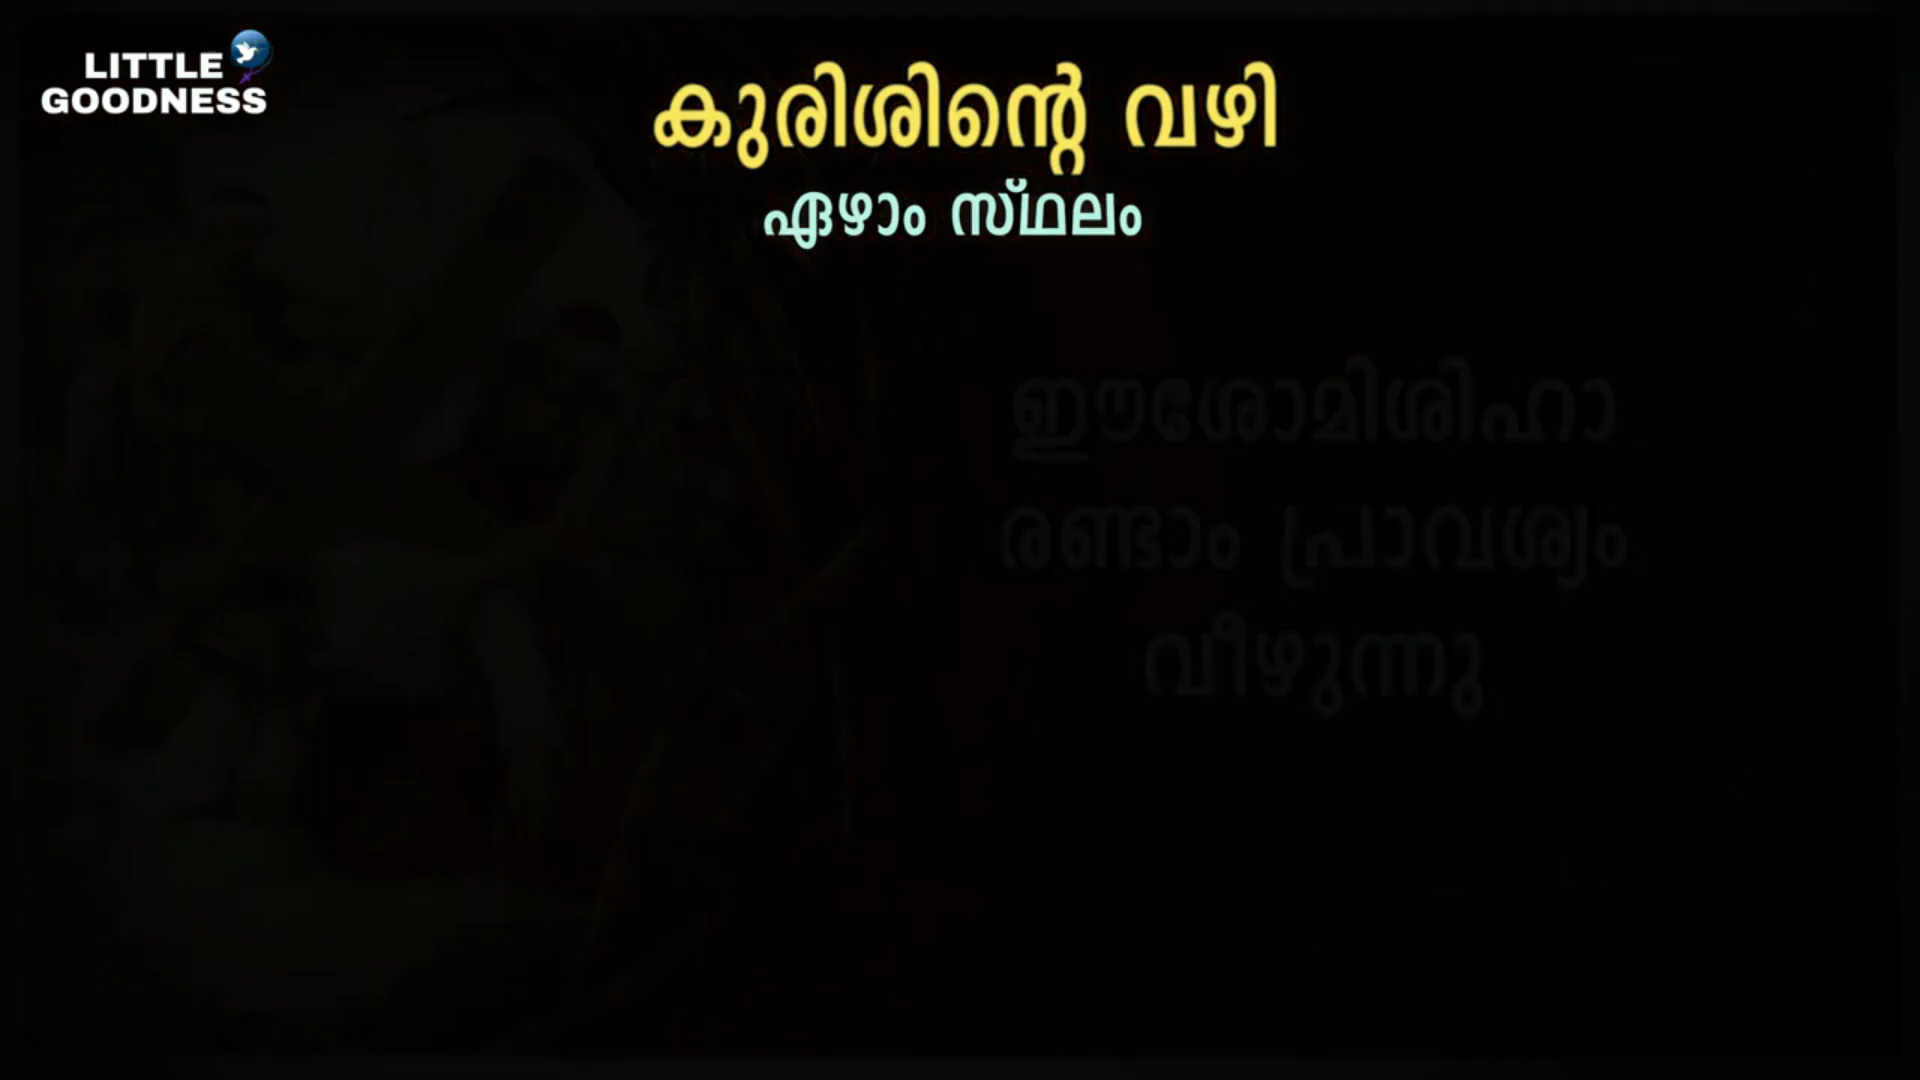 LITTLE
GOODNESS
കുരിശിന്റെ വഴി
ഏഴാം സ്ഥലം
ഈശോമിശിഹാ
രണ്ടാം പ്രാവശ്യം
വീഴുന്നു